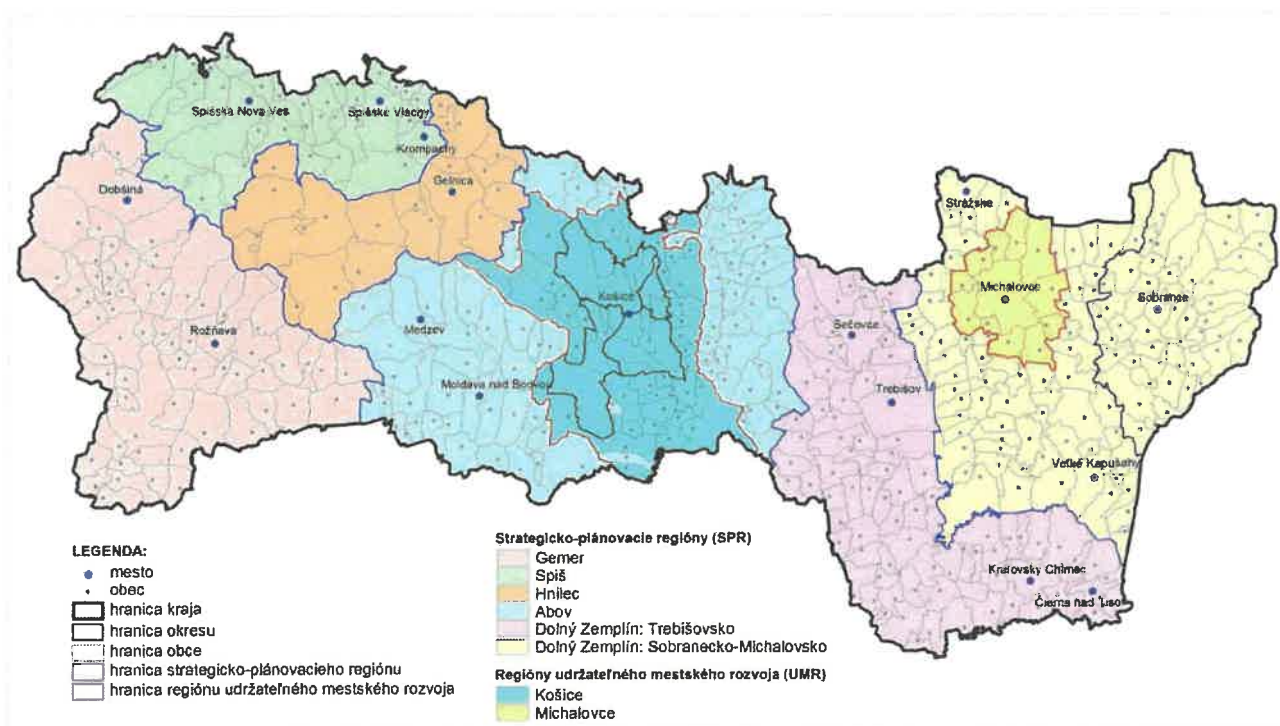 Spišská Nová Ves
Spišské Vlachy
Krompachy
Dobšiná
Gelnica
Strážske
Michalovce
Sobrance
Košice
Rožňava
Medzev
Sečovce
Moldava nad Bodvou
Trebišov
Veľké Kapušany
Kráľovský Chlmec
Čierna nad Tisou
LEGENDA:
mesto
obec
hranica kraja
hranica okresu
hranica obce
hranica strategicko-plánovacieho regiónu
hranica regiónu udržateľného mestského rozvoja
Strategicko-plánovacie regióny (SPR)
Gemer
Spiš
Hnilec
Abov
Dolný Zemplín: Trebišovsko
Dolný Zemplín: Sobranecko-Michalovsko
Regióny udržateľného mestského rozvoja (UMR)
Košice
Michalovce